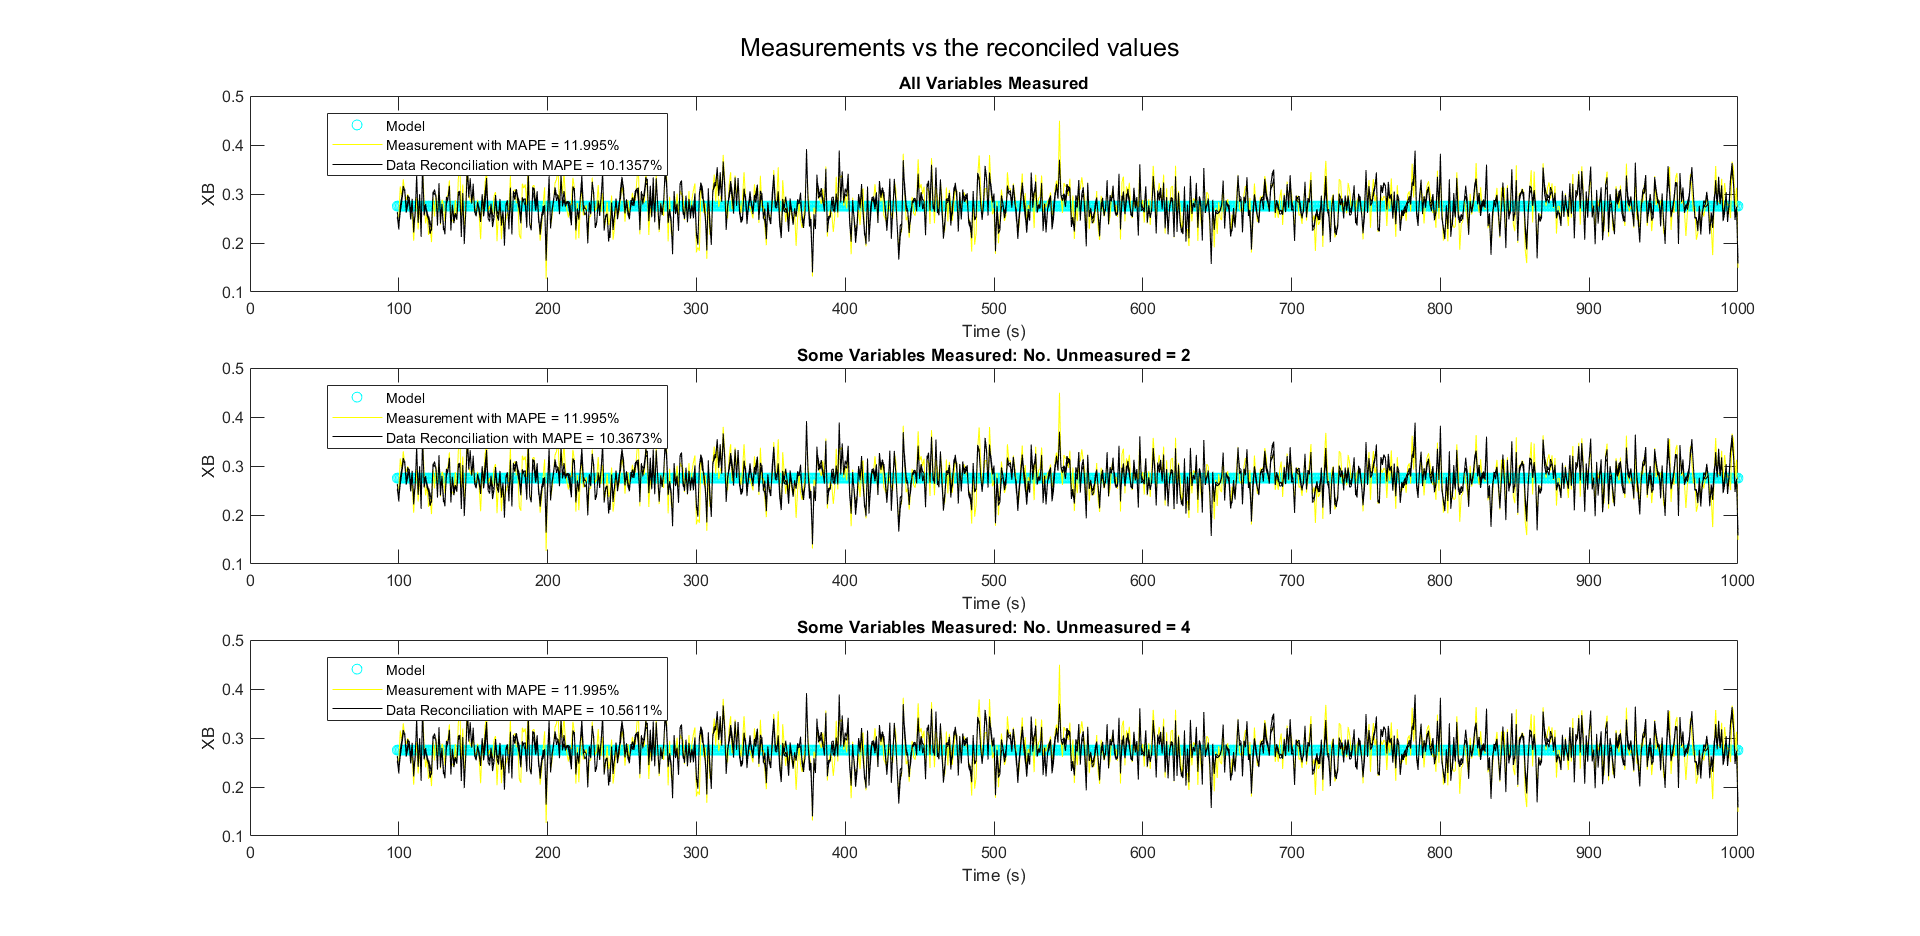 Measurements vs the reconciled values
All Variables Measured
0.5
0.4
0.3
0.2
0.1
XB
Model
Measurement with MAPE = 11.995%
Data Reconciliation with MAPE = 10.1357%
0 100 200 300 400 500 600 700 800 900 1000
Time (s)
Some Variables Measured: No. Unmeasured = 2
0.5
0.4
0.3
0.2
0.1
XB
Model
Measurement with MAPE = 11.995%
Data Reconciliation with MAPE = 10.3673%
0 100 200 300 400 500 600 700 800 900 1000
Time (s)
Some Variables Measured: No. Unmeasured = 4
0.5
0.4
0.3
0.2
0.1
XB
Model
Measurement with MAPE = 11.995%
Data Reconciliation with MAPE = 10.5611%
0 100 200 300 400 500 600 700 800 900 1000
Time (s)